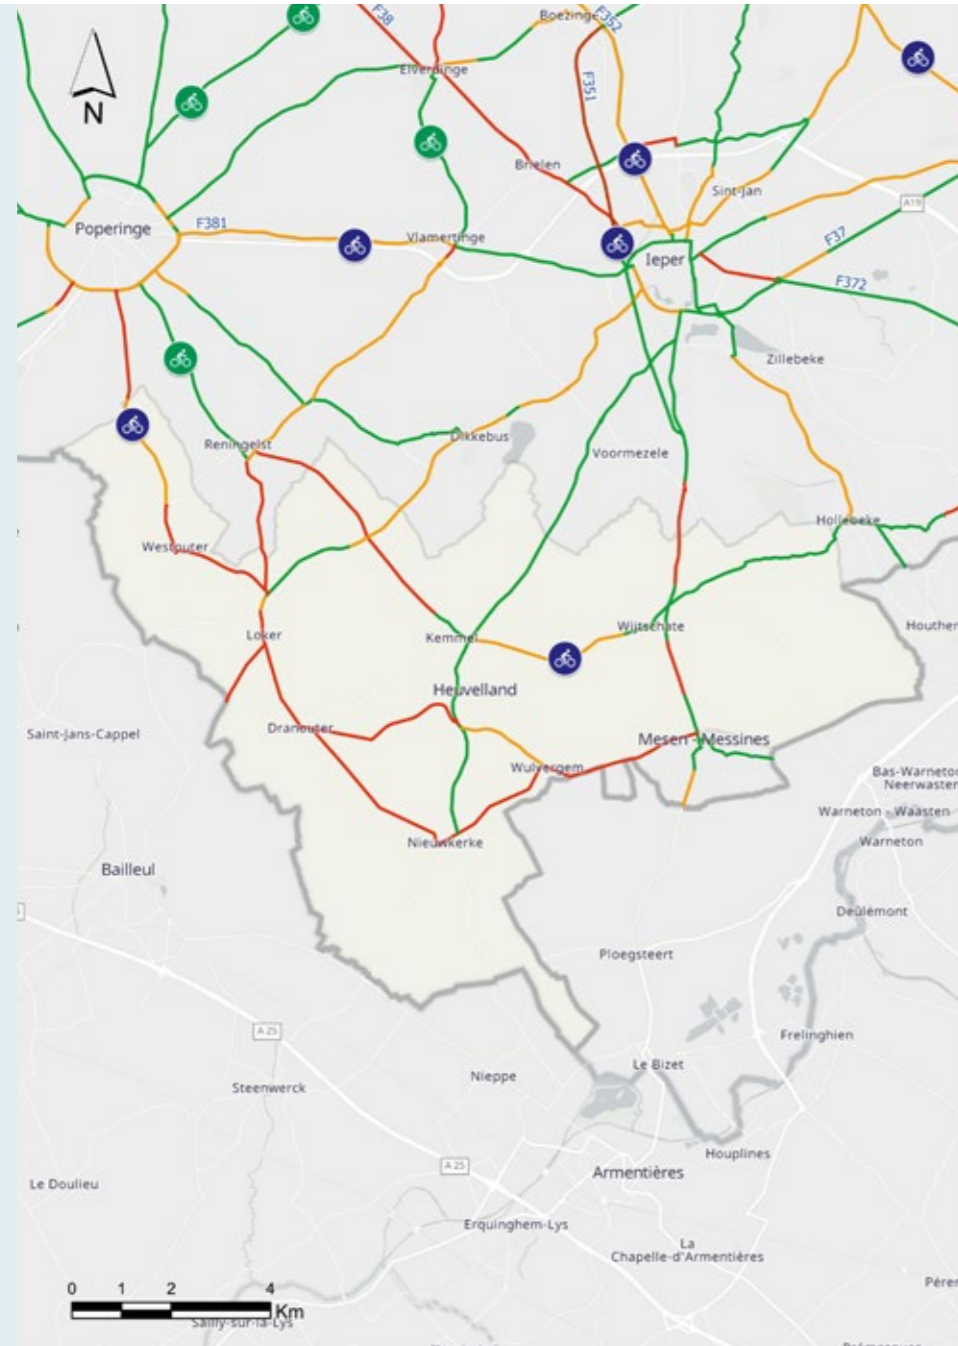 F38
Boezinge
F352
N
Elverdinge
F351
Brielen
Sint-Jan
A19
Poperinge
F381
Vlamertinge
F37
Ieper
F372
Zillebeke
Reningelst
Dikkebus
Voormezele
Hollebeke
Westouter
Loker
Kemmel
Wijtschate
Houthem
Heuvelland
Saint-Jans-Cappel
Dranouter
Mesen - Messines
Wulvergem
Bas-Warneton
Neerwaster
Warneton - Waasten
Nieuwkerke
Warneton
Bailleul
Deûlémont
Ploegsteert
A 25
Frelinghien
Le Bizet
Nieppe
Steenwerck
Houplines
A 25
Armentières
Le Doulieu
Erquinghem-Lys
La
Chapelle-d'Armentières
0 1 2 4
Km
Sailly-sur-la-Lys